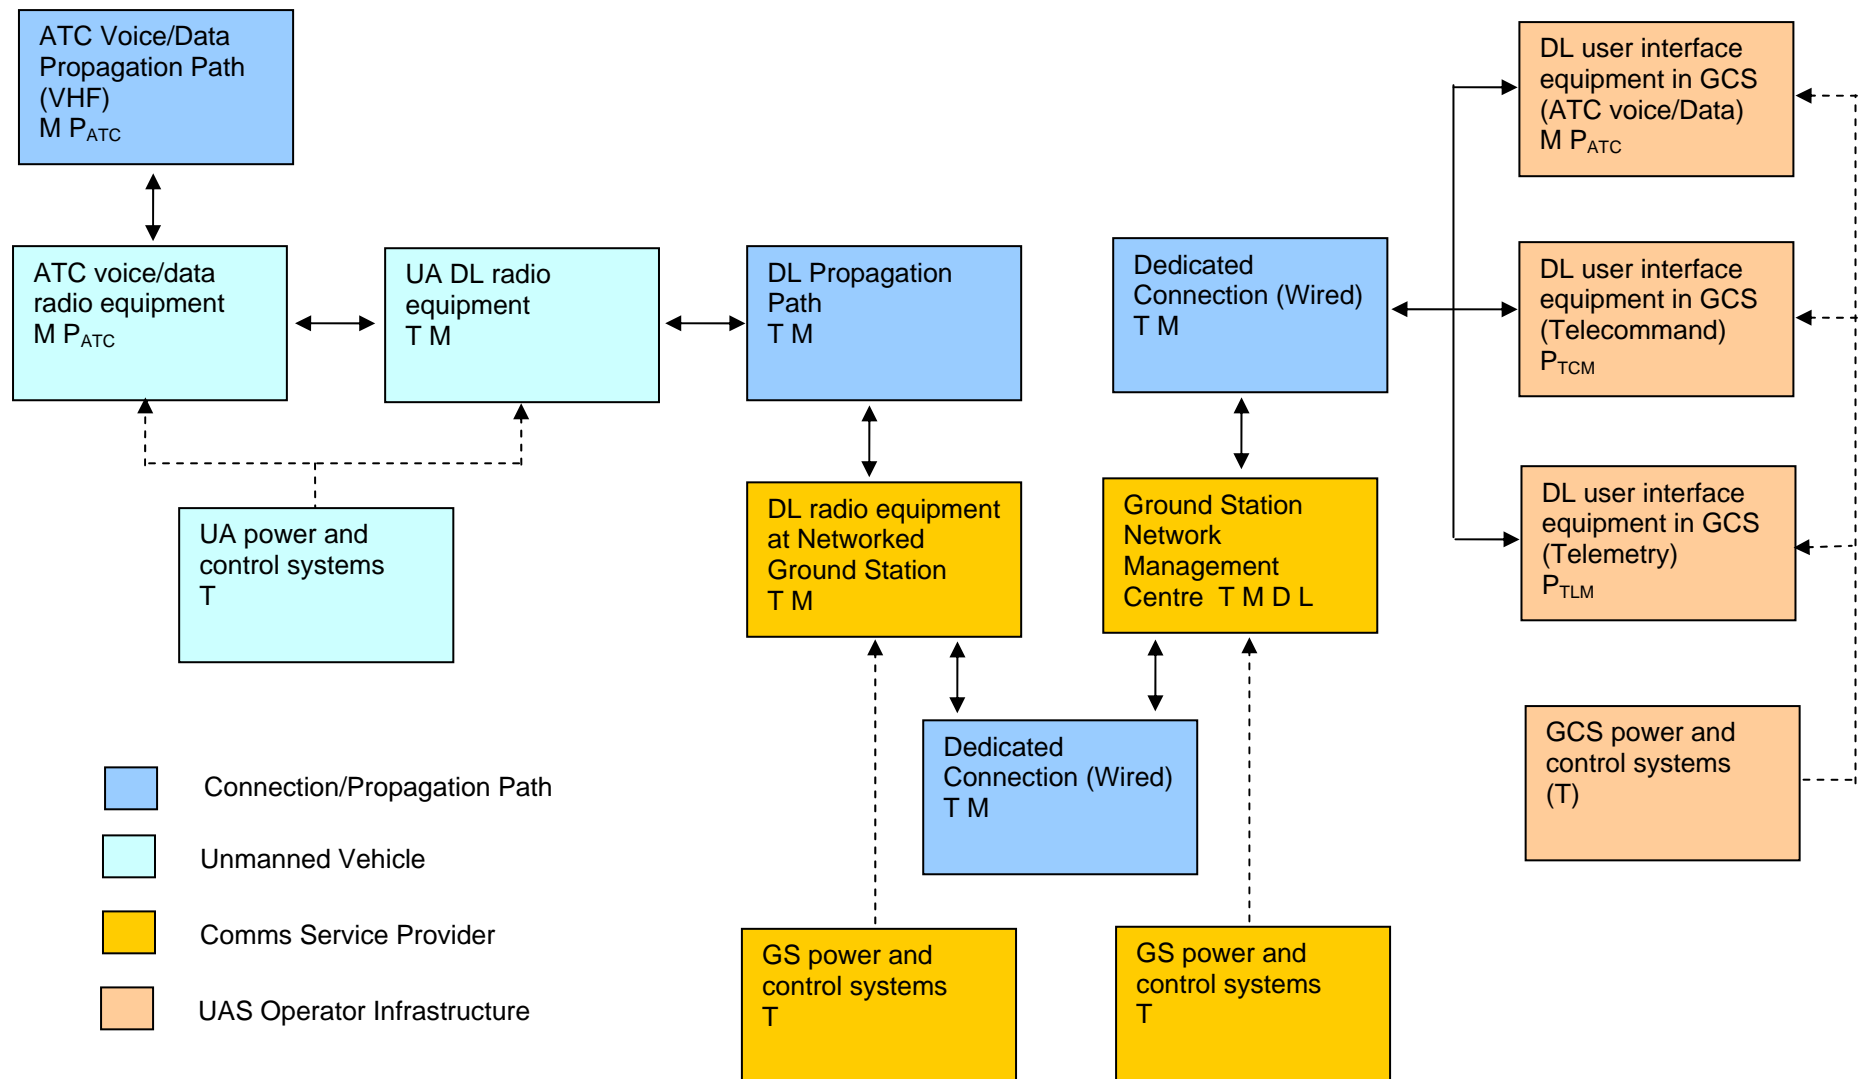 ATC Voice/Data
Propagation Path
(VHF)
M PATC
ATC voice/data
radio equipment
M PATC
UA DL radio
equipment
T M
DL Propagation
Path
T M
Dedicated
Connection (Wired)
T M
DL user interface
equipment in GCS
(ATC voice/Data)
M PATC
DL user interface
equipment in GCS
(Telecommand)
PTCM
DL user interface
equipment in GCS
(Telemetry)
PTLM
UA power and
control systems
T
DL radio equipment
at Networked
Ground Station
T M
Ground Station
Network
Management
Centre T M D L
Dedicated
Connection (Wired)
T M
GCS power and
control systems
(T)
GS power and
control systems
T
GS power and
control systems
T
Connection/Propagation Path
Unmanned Vehicle
Comms Service Provider
UAS Operator Infrastructure